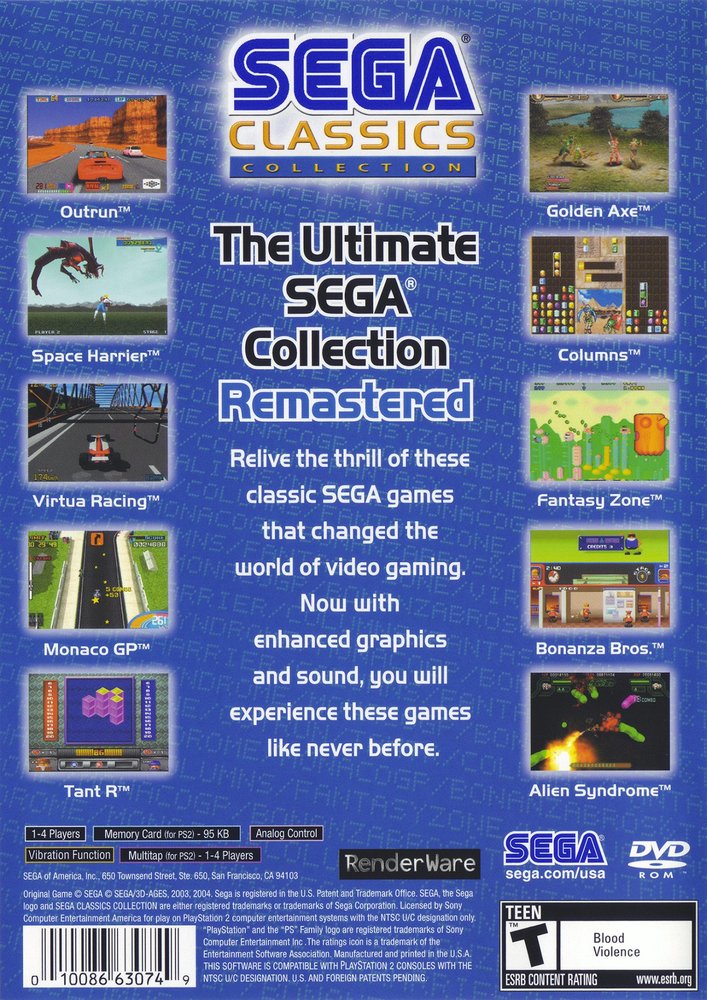 SEGA®
CLASSICS
COLLECTION
Outrun™
Space Harrier™
Virtua Racing™
Monaco GP™
Tant R™
The Ultimate
SEGA®
Collection
Remastered
Relive the thrill of these
classic SEGA games
that changed the
world of video gaming.
Now with
enhanced graphics
and sound, you will
experience these games
like never before.
Golden Axe™
Columns™
Fantasy Zone™
Bonanza Bros.™
Alien Syndrome™
1-4 Players
Memory Card (for PS2) - 95 KB
Analog Control
Vibration Function
Multitap (for PS2) - 1-4 Players
RenderWare
SEGA®
sega.com/usa
DVD
ROM™
SEGA of America, Inc., 650 Townsend Street, Ste. 650, San Francisco, CA 94103
Original Game © SEGA © SEGA/3D-AGES, 2003, 2004. Sega is registered in the U.S. Patent and Trademark Office. SEGA, the Sega
logo and SEGA CLASSICS COLLECTION are either registered trademarks or trademarks of Sega Corporation. Licensed by Sony
Computer Entertainment America for play on PlayStation 2 computer entertainment systems with the NTSC U/C designation only.
"PlayStation" and the "PS" Family logo are registered trademarks of Sony
Computer Entertainment Inc .The ratings icon is a trademark of the
Entertainment Software Association. Manufactured and printed in the U.S.A.
THIS SOFTWARE IS COMPATIBLE WITH PLAYSTATION 2 CONSOLES WITH THE
NTSC U/C DESIGNATION. U.S. AND FOREIGN PATENTS PENDING.
0 10086 63074 9
TEEN
T
Blood
Violence
ESRB CONTENT RATING www.esrb.org